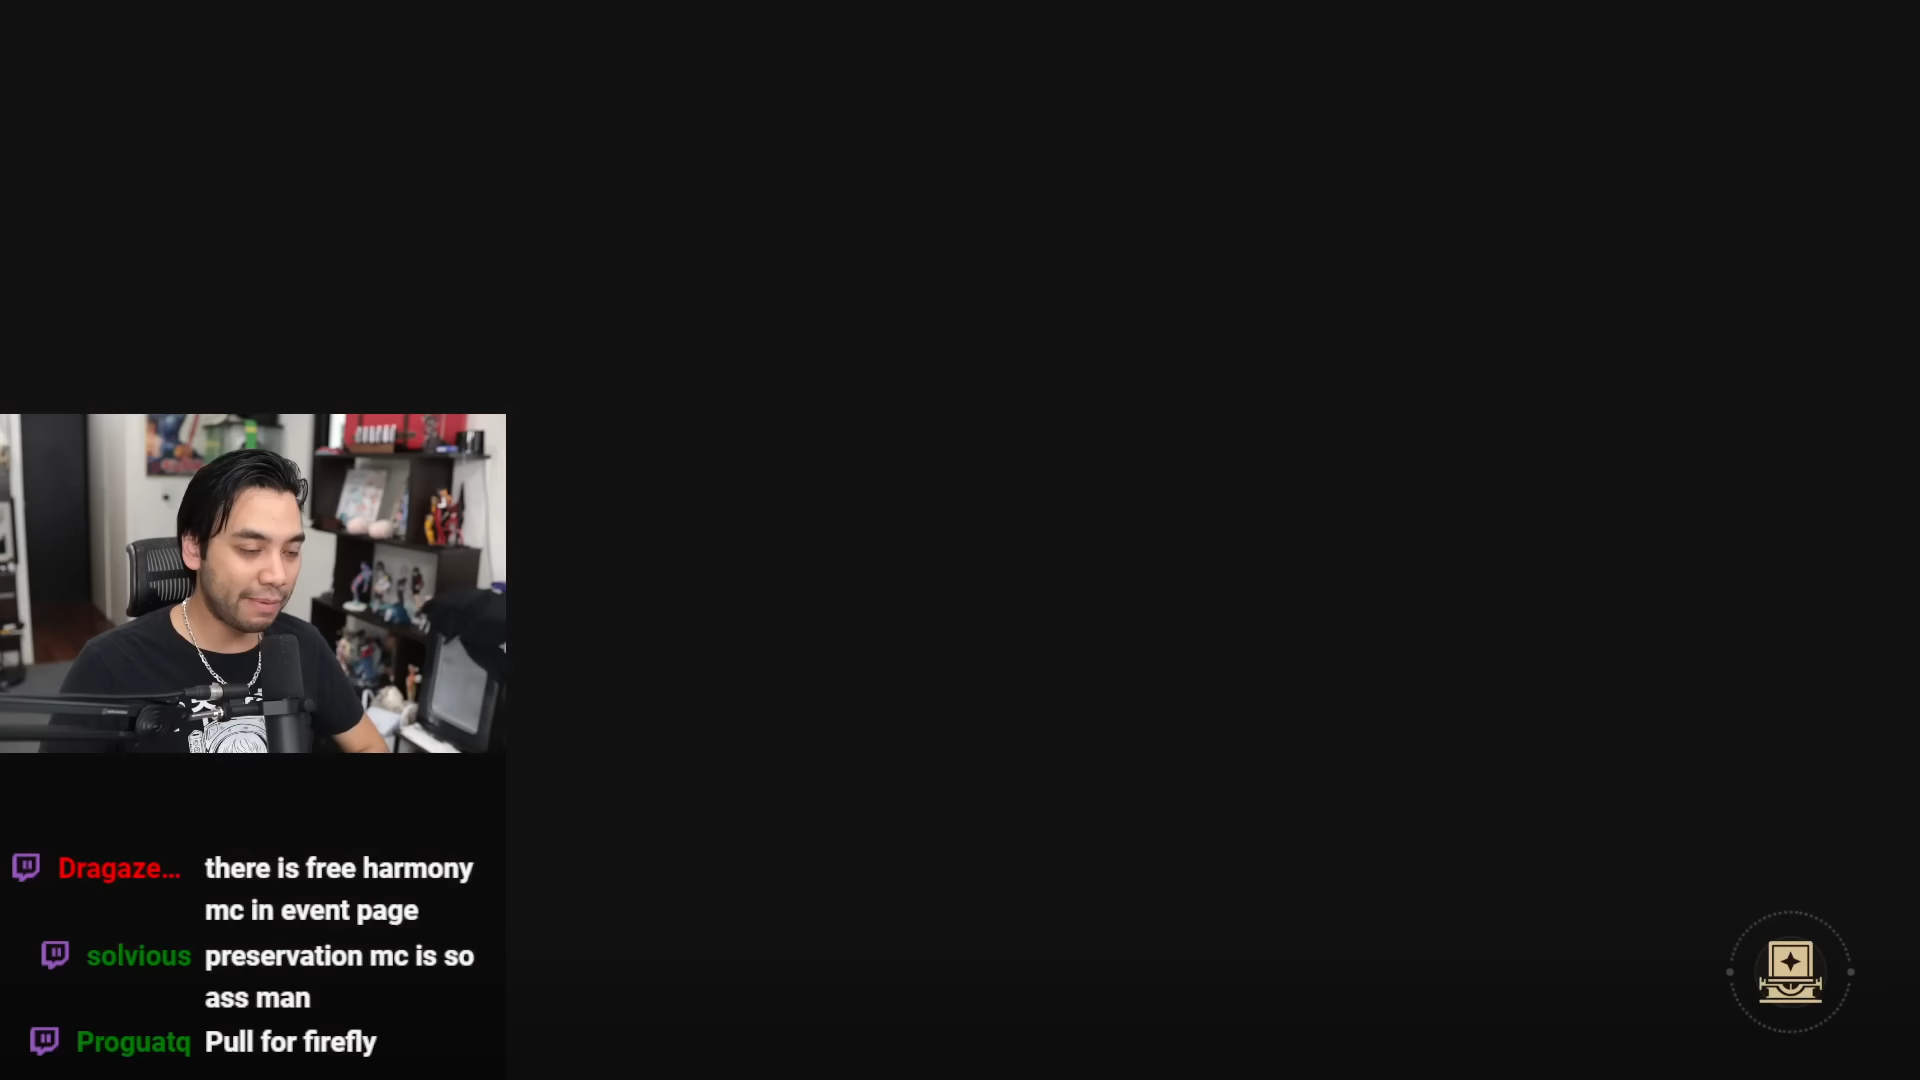 Dragaze... there is free harmony
mc in event page
solvious preservation mc is so
ass man
Proguatq Pull for firefly